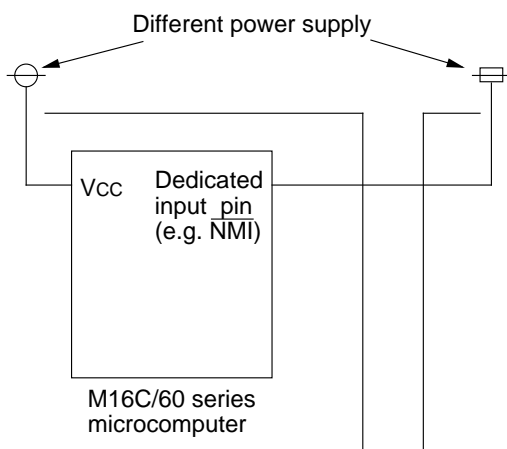 Different power supply
VCC
Dedicated
input pin
(e.g. NMI)
M16C/60 series
microcomputer